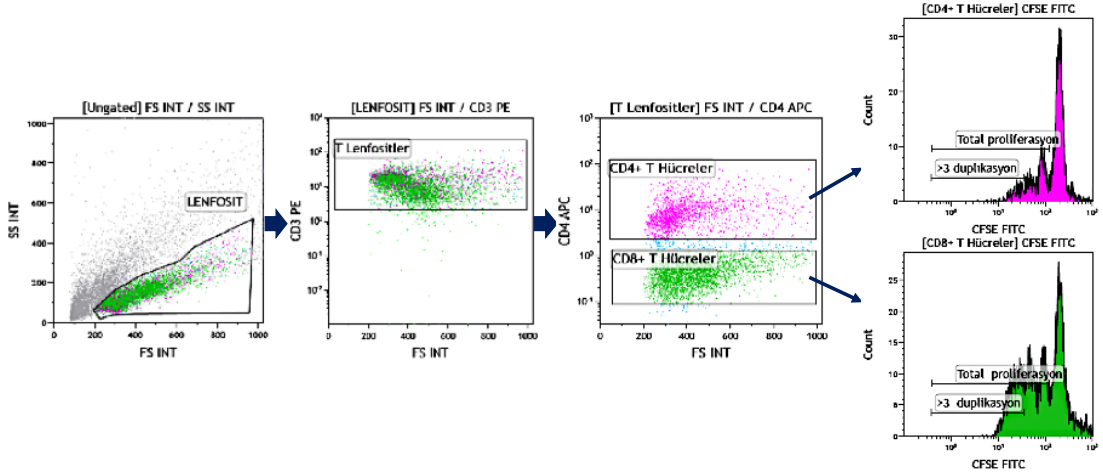 [CD4+ T Hücreler] CFSE FITC
30
20
10
0
Count
Total proliferasyon
>3 duplikasyon
CFSE FITC
[Ungated] FS INT / SS INT
1000
800
600
400
200
0
SS INT
LENFOSIT
0 200 400 600 800 1000
FS INT
[LENFOSIT] FS INT / CD3 PE
CD3 PE
T Lenfositler
0 200 400 600 800 1000
FS INT
[T Lenfositler] FS INT / CD4 APC
CD4 APC
CD4+ T Hücreler
CD8+ T Hücreler
0 200 400 600 800 1000
FS INT
[CD8+ T Hücreler] CFSE FITC
25
20
15
10
5
0
Count
Total proliferasyon
>3 duplikasyon
CFSE FITC